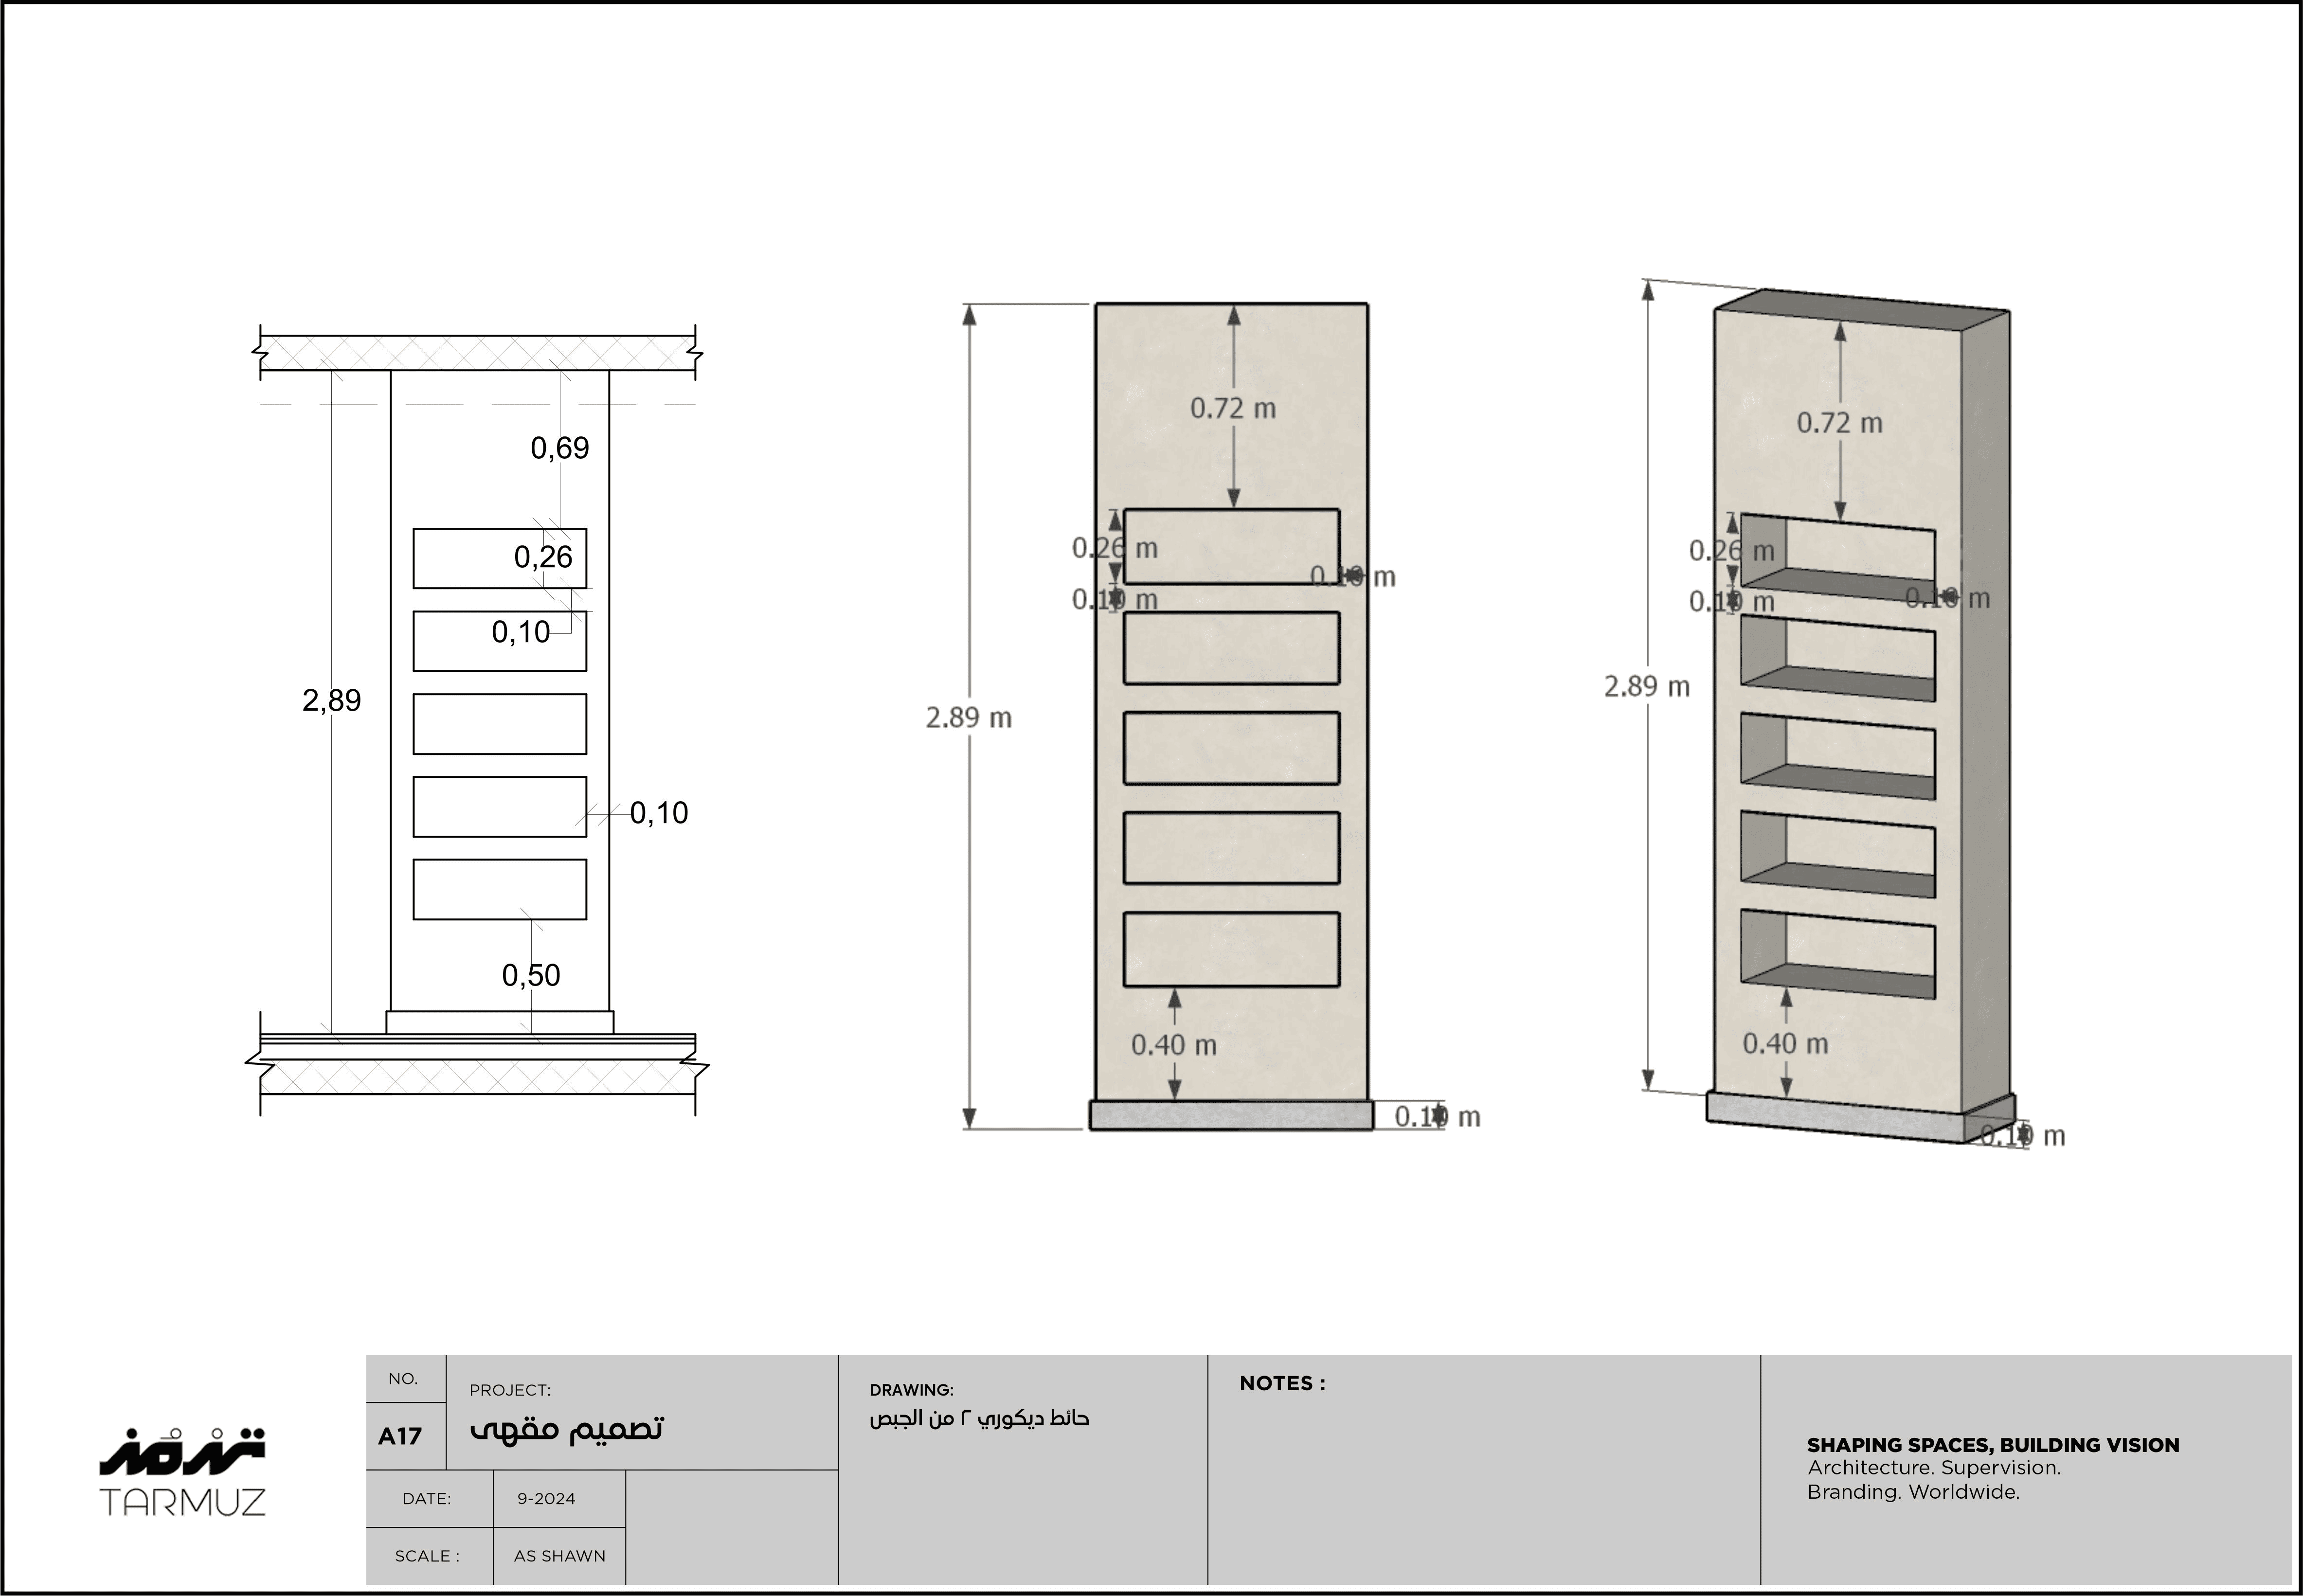 0,69
0,26
0,10
2,89
0,10
0,50
0.72 m
0.26 m
0.10 m
0.10 m
2.89 m
0.40 m
0.10 m
0.72 m
0.26 m
0.10 m
0.10 m
2.89 m
0.40 m
0.10 m
ترمز
TARMUZ
NO.
A17
PROJECT:
تصميم مقهى
DATE:
9-2024
SCALE :
AS SHAWN
DRAWING:
حائط ديكوري ٢ من الجبص
NOTES :
SHAPING SPACES, BUILDING VISION
Architecture. Supervision.
Branding. Worldwide.